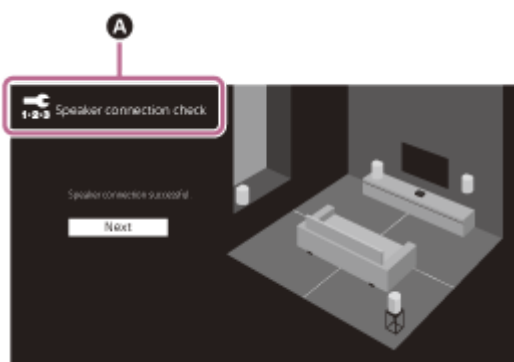 A
1-2-3 Speaker connection check
Speaker connection successful
Next